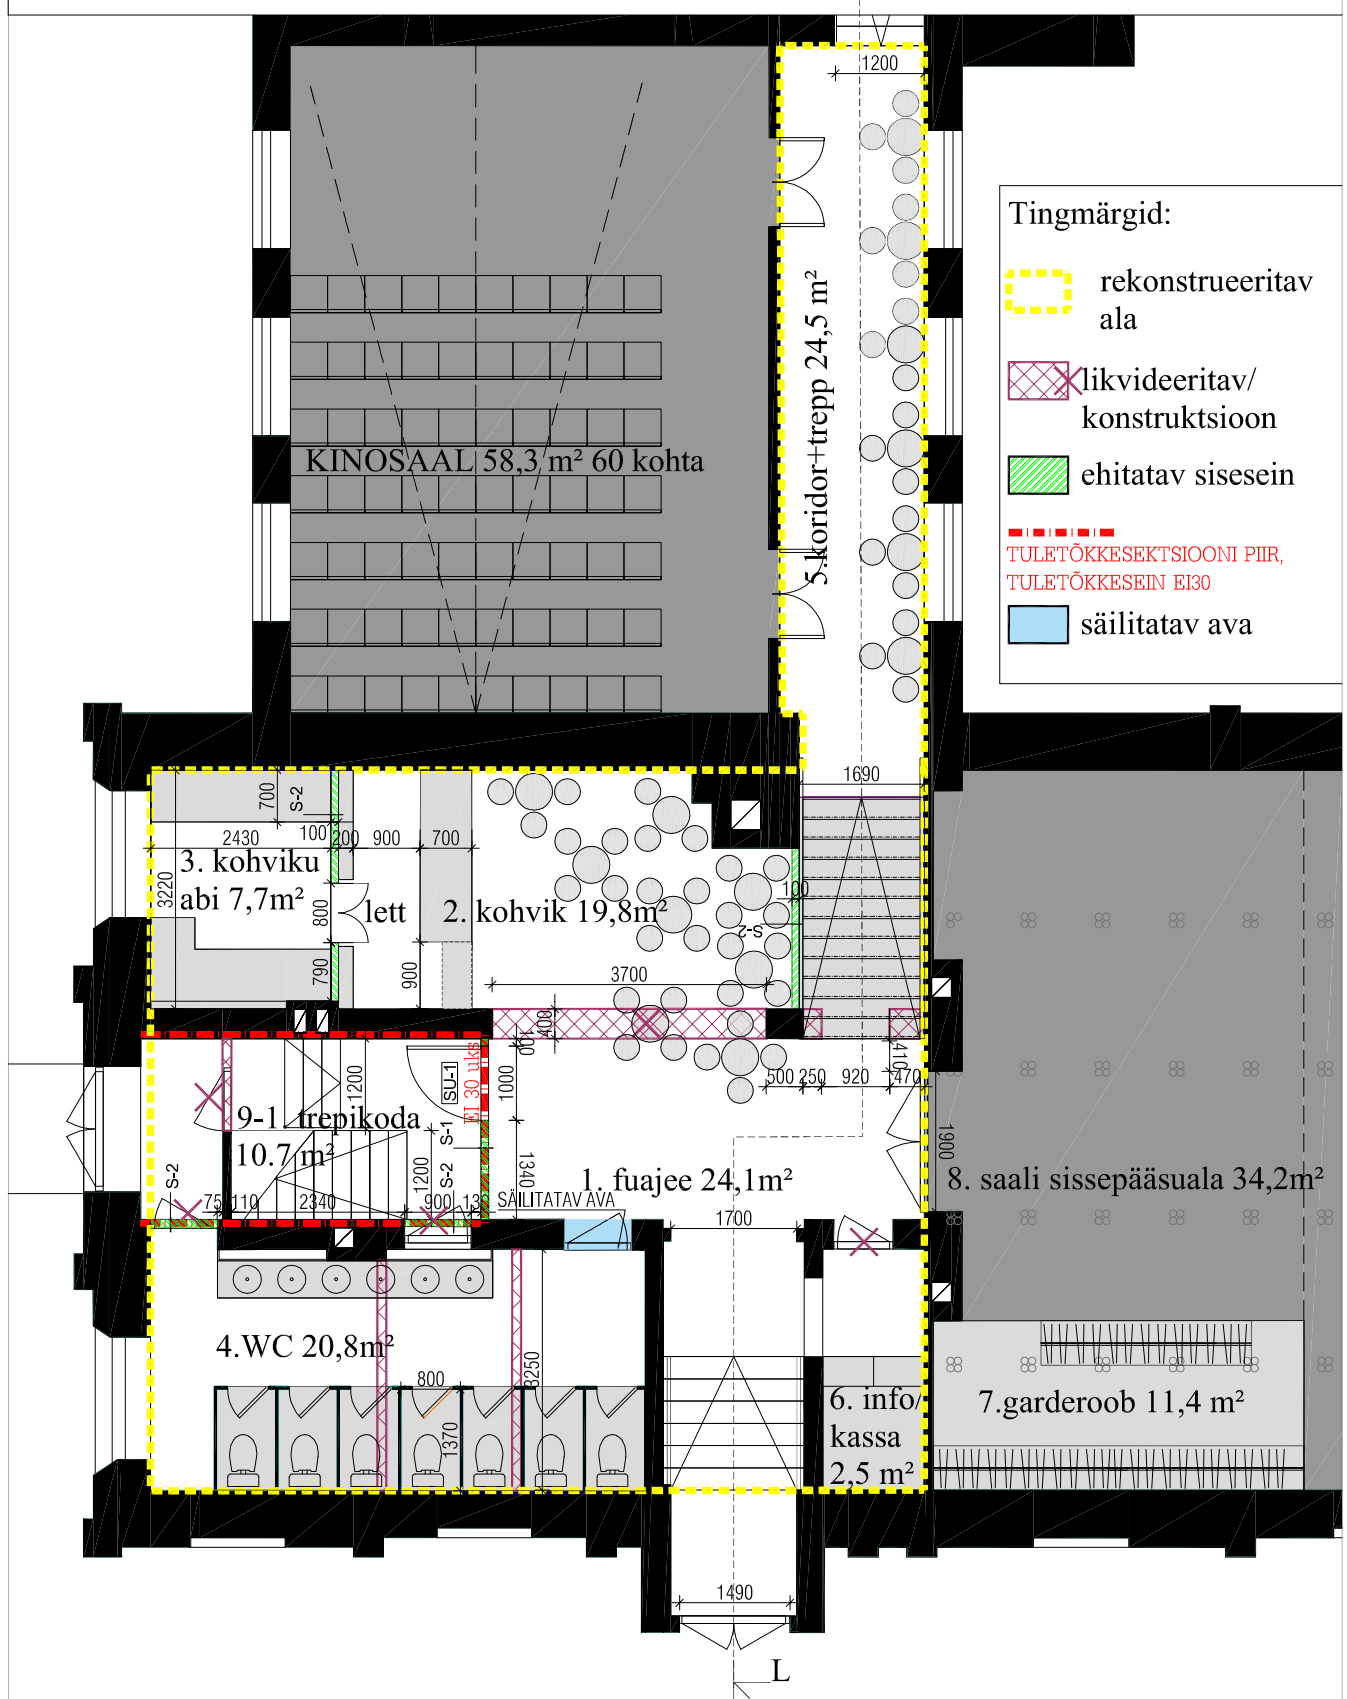 1200
Tingmärgid:
rekonstrueeritav
ala
likvideeritav/
konstruktsioon
ehitatav sisesein
TULETÕKKESEKTSIOONI PIIR,
TULETÕKKESEIN EI30
säilitatav ava
5.koridor+trepp 24,5 m²
KINOSAAL 58,3 m² 60 kohta
1690
700
S-2
100
2430
200
900
700
3. kohviku
abi 7,7m²
3220
800
lett
2. kohvik 19,8m²
100
S-2
790
900
3700
400
100
410
500
250
920
470
1000
EI 30 uks
SU-1
1200
9-1. trepikoda
10.7 m²
S-1
S-2
S-2
1200
1340
1900
1. fuajee 24,1m²
8. saali sissepääsuala 34,2m²
75
110
2340
900
13
SÄILITATAV AVA
1700
4.WC 20,8m²
3250
800
1370
6. info/
kassa
2,5 m²
7.garderoob 11,4 m²
1490
L